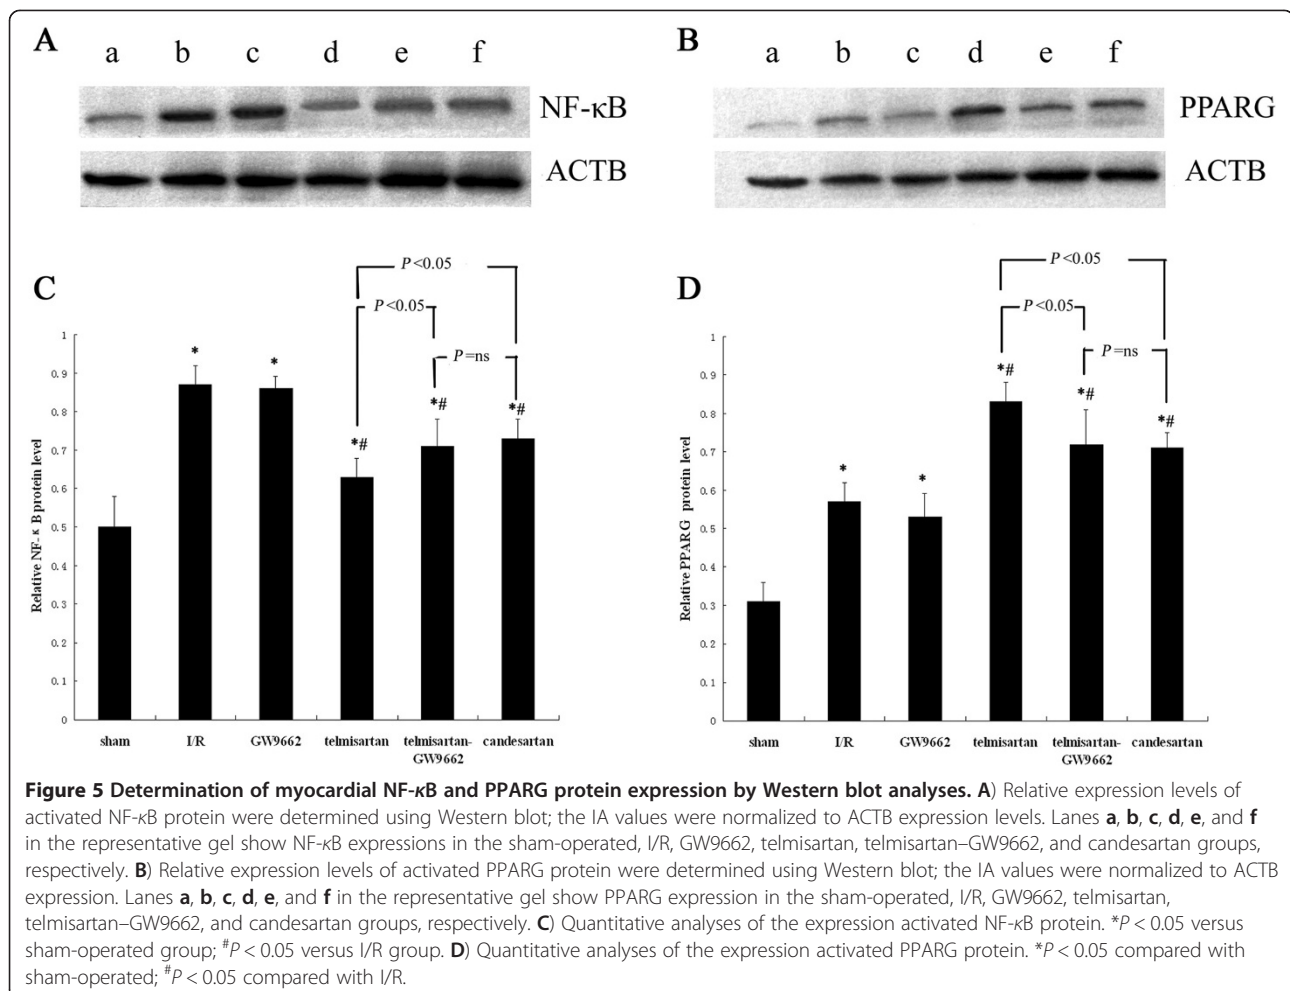 A
a b c d e f
NF-κB
ACTB
B
a b c d e f
PPARG
ACTB
C
P<0.05
P<0.05
P=ns
* * *# *# *#
Relative NF-κB protein level
1
0.9
0.8
0.7
0.6
0.5
0.4
0.3
0.2
0.1
0
sham I/R GW9662 telmisartan telmisartan- candesartan
GW9662
D
P<0.05
P<0.05
P=ns
* * *# *# *#
Relative PPARG protein level
1
0.9
0.8
0.7
0.6
0.5
0.4
0.3
0.2
0.1
0
sham I/R GW9662 telmisartan telmisartan- candesartan
GW9662
Figure 5 Determination of myocardial NF-κB and PPARG protein expression by Western blot analyses. A) Relative expression levels of
activated NF-κB protein were determined using Western blot; the IA values were normalized to ACTB expression levels. Lanes a, b, c, d, e, and f
in the representative gel show NF-κB expressions in the sham-operated, I/R, GW9662, telmisartan, telmisartan–GW9662, and candesartan groups,
respectively. B) Relative expression levels of activated PPARG protein were determined using Western blot; the IA values were normalized to ACTB
expression. Lanes a, b, c, d, e, and f in the representative gel show PPARG expression in the sham-operated, I/R, GW9662, telmisartan,
telmisartan–GW9662, and candesartan groups, respectively. C) Quantitative analyses of the expression activated NF-κB protein. *P < 0.05 versus
sham-operated group; #P < 0.05 versus I/R group. D) Quantitative analyses of the expression activated PPARG protein. *P < 0.05 compared with
sham-operated; #P < 0.05 compared with I/R.